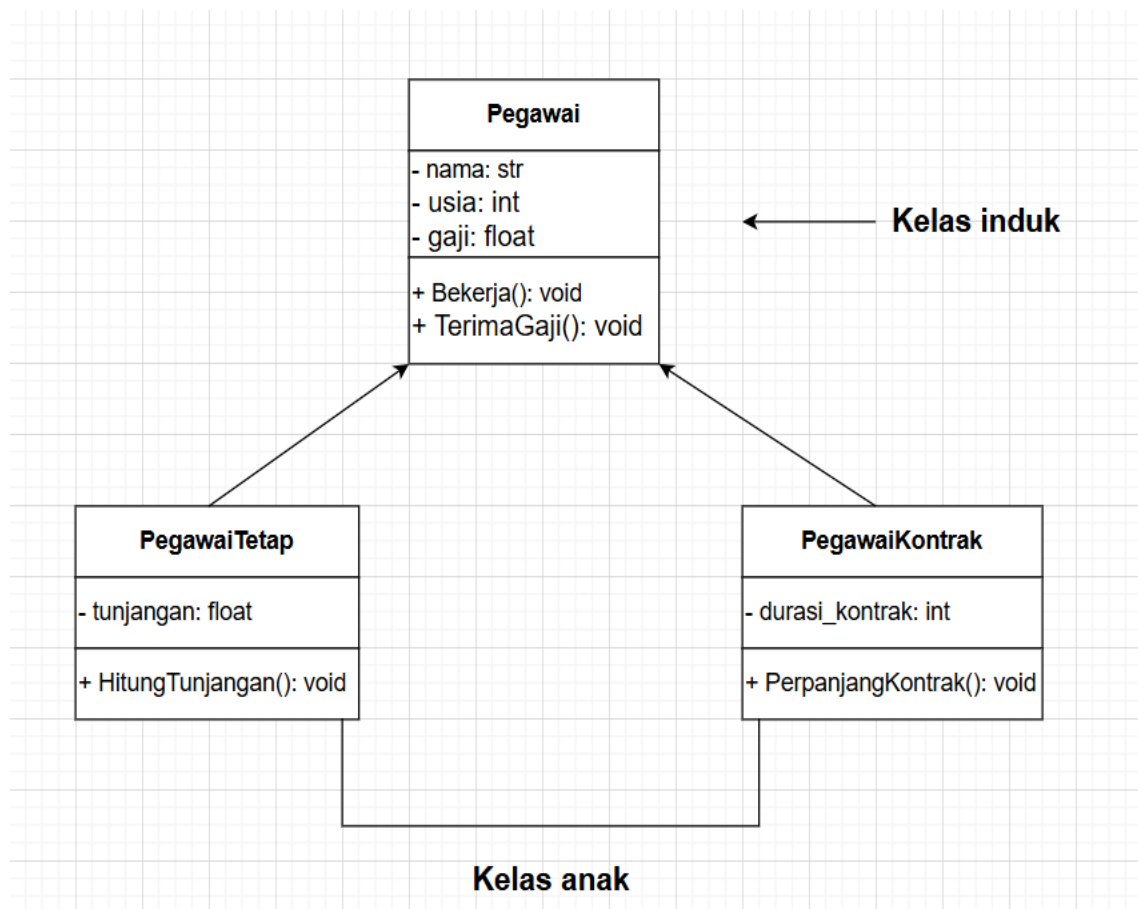 Pegawai
- nama: str
- usia: int
- gaji: float
+ Bekerja(): void
+ TerimaGaji(): void
Kelas induk
PegawaiTetap
- tunjangan: float
+ HitungTunjangan(): void
PegawaiKontrak
- durasi_kontrak: int
+ PerpanjangKontrak(): void
Kelas anak